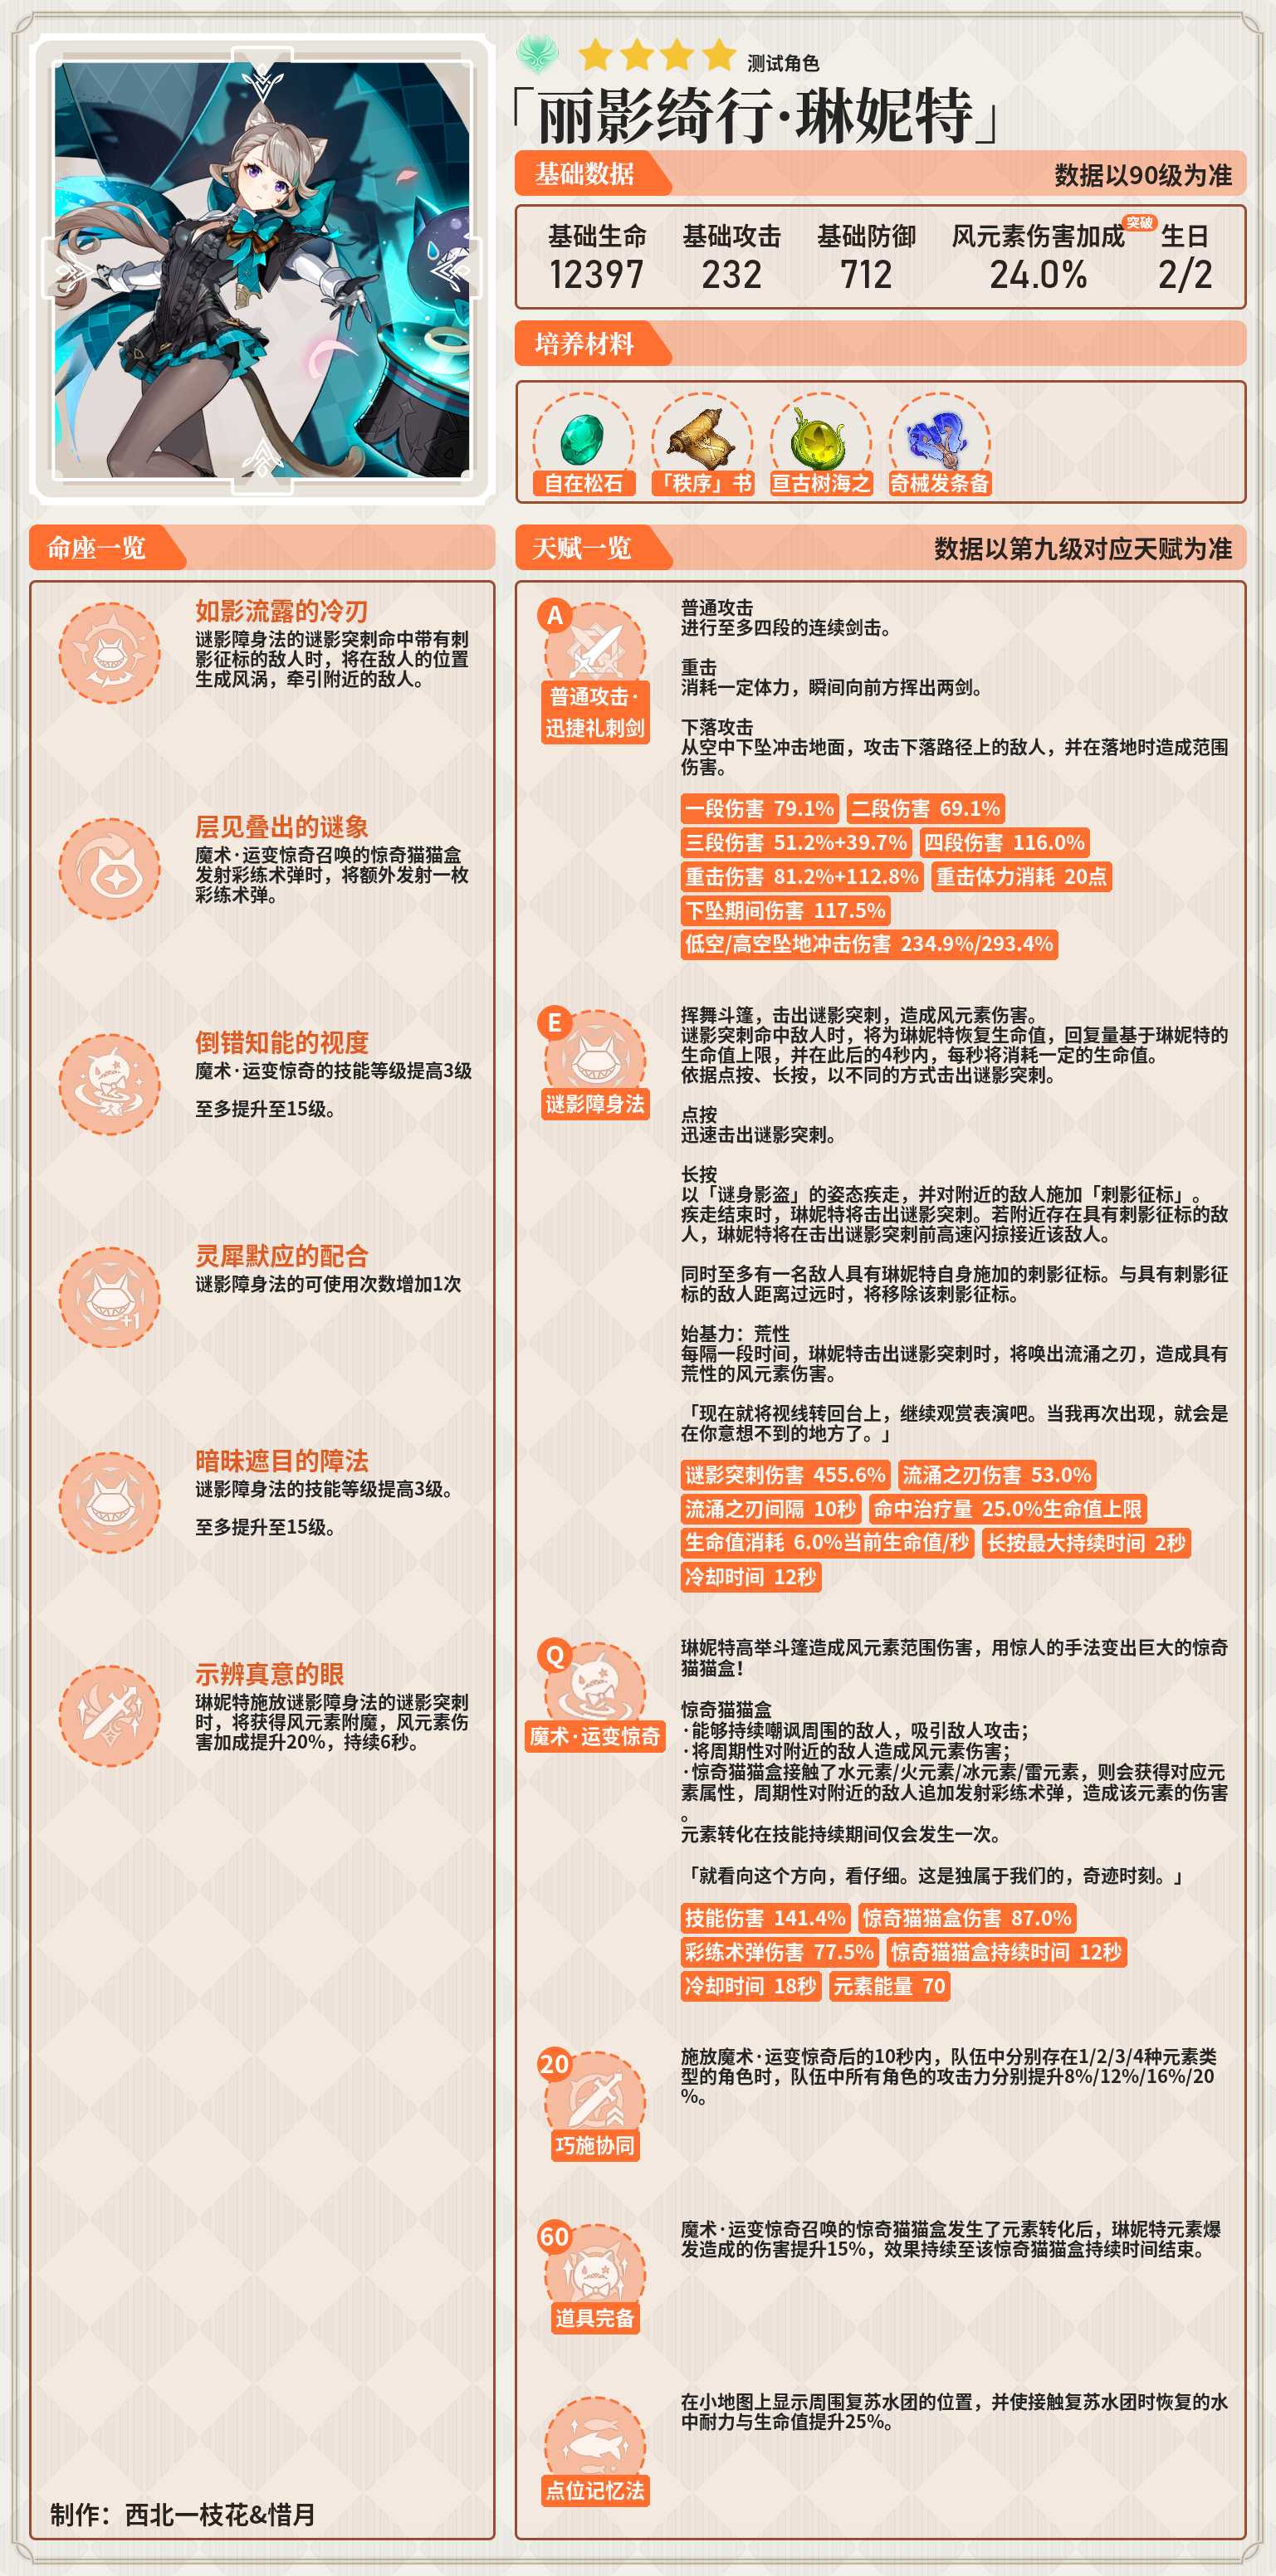 测试角色
「丽影绮行·琳妮特」
基础数据
数据以90级为准
基础生命 基础攻击 基础防御 风元素伤害加成 突破 生日
12397 232 712 24.0% 2/2
培养材料
自在松石 「秩序」书 亘古树海之 奇械发条备
命座一览
如影流露的冷刃
谜影障身法的谜影突刺命中带有刺
影征标的敌人时，将在敌人的位置
生成风涡，牵引附近的敌人。
层见叠出的谜象
魔术·运变惊奇召唤的惊奇猫猫盒
发射彩练术弹时，将额外发射一枚
彩练术弹。
倒错知能的视度
魔术·运变惊奇的技能等级提高3级
至多提升至15级。
灵犀默应的配合
谜影障身法的可使用次数增加1次
+1
暗昧遮目的障法
谜影障身法的技能等级提高3级。
至多提升至15级。
示辨真意的眼
琳妮特施放谜影障身法的谜影突刺
时，将获得风元素附魔，风元素伤
害加成提升20%，持续6秒。
制作：西北一枝花&惜月
天赋一览
数据以第九级对应天赋为准
A
普通攻击·
迅捷礼刺剑
普通攻击
进行至多四段的连续剑击。
重击
消耗一定体力，瞬间向前方挥出两剑。
下落攻击
从空中下坠冲击地面，攻击下落路径上的敌人，并在落地时造成范围
伤害。
一段伤害 79.1% 二段伤害 69.1%
三段伤害 51.2%+39.7% 四段伤害 116.0%
重击伤害 81.2%+112.8% 重击体力消耗 20点
下坠期间伤害 117.5%
低空/高空坠地冲击伤害 234.9%/293.4%
E
谜影障身法
挥舞斗篷，击出谜影突刺，造成风元素伤害。
谜影突刺命中敌人时，将为琳妮特恢复生命值，回复量基于琳妮特的
生命值上限，并在此后的4秒内，每秒将消耗一定的生命值。
依据点按、长按，以不同的方式击出谜影突刺。
点按
迅速击出谜影突刺。
长按
以「谜身影盗」的姿态疾走，并对附近的敌人施加「刺影征标」。
疾走结束时，琳妮特将击出谜影突刺。若附近存在具有刺影征标的敌
人，琳妮特将在击出谜影突刺前高速闪掠接近该敌人。
同时至多有一名敌人具有琳妮特自身施加的刺影征标。与具有刺影征
标的敌人距离过远时，将移除该刺影征标。
始基力：荒性
每隔一段时间，琳妮特击出谜影突刺时，将唤出流涌之刃，造成具有
荒性的风元素伤害。
「现在就将视线转回台上，继续观赏表演吧。当我再次出现，就会是
在你意想不到的地方了。」
谜影突刺伤害 455.6% 流涌之刃伤害 53.0%
流涌之刃间隔 10秒 命中治疗量 25.0%生命值上限
生命值消耗 6.0%当前生命值/秒 长按最大持续时间 2秒
冷却时间 12秒
Q
魔术·运变惊奇
琳妮特高举斗篷造成风元素范围伤害，用惊人的手法变出巨大的惊奇
猫猫盒！
惊奇猫猫盒
·能够持续嘲讽周围的敌人，吸引敌人攻击；
·将周期性对附近的敌人造成风元素伤害；
·惊奇猫猫盒接触了水元素/火元素/冰元素/雷元素，则会获得对应元
素属性，周期性对附近的敌人追加发射彩练术弹，造成该元素的伤害
。
元素转化在技能持续期间仅会发生一次。
「就看向这个方向，看仔细。这是独属于我们的，奇迹时刻。」
技能伤害 141.4% 惊奇猫猫盒伤害 87.0%
彩练术弹伤害 77.5% 惊奇猫猫盒持续时间 12秒
冷却时间 18秒 元素能量 70
20
巧施协同
施放魔术·运变惊奇后的10秒内，队伍中分别存在1/2/3/4种元素类
型的角色时，队伍中所有角色的攻击力分别提升8%/12%/16%/20
%。
60
道具完备
魔术·运变惊奇召唤的惊奇猫猫盒发生了元素转化后，琳妮特元素爆
发造成的伤害提升15%，效果持续至该惊奇猫猫盒持续时间结束。
点位记忆法
在小地图上显示周围复苏水团的位置，并使接触复苏水团时恢复的水
中耐力与生命值提升25%。